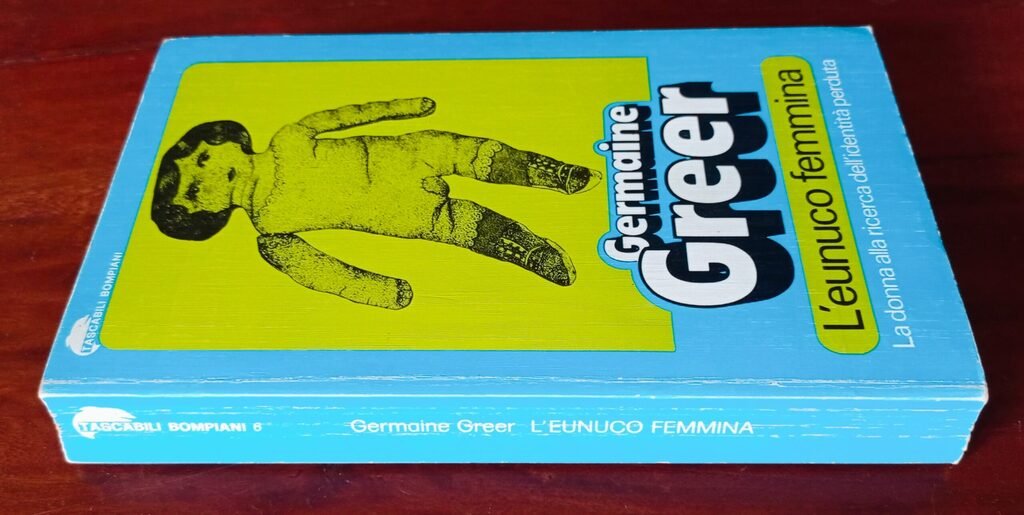 TASCABILI BOMPIANI
Germaine
Greer
L'eunuco femmina
La donna alla ricerca dell'identità perduta
TASCABILI BOMPIANI 6
Germaine Greer L'EUNUCO FEMMINA